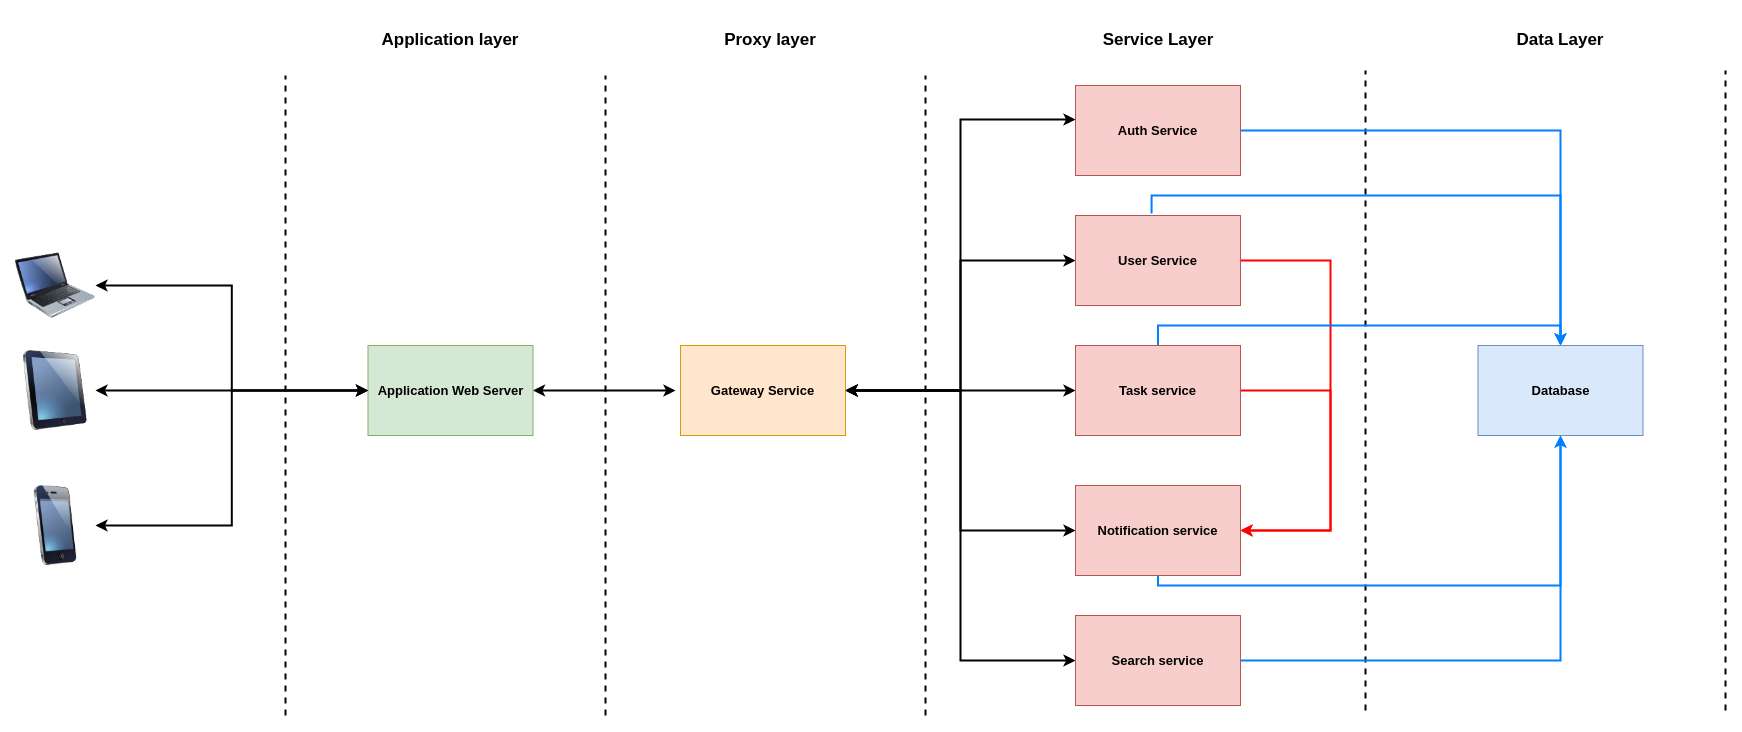 Application layer
Proxy layer
Service Layer
Data Layer
Auth Service
User Service
Application Web Server
Gateway Service
Task service
Database
Notification service
Search service